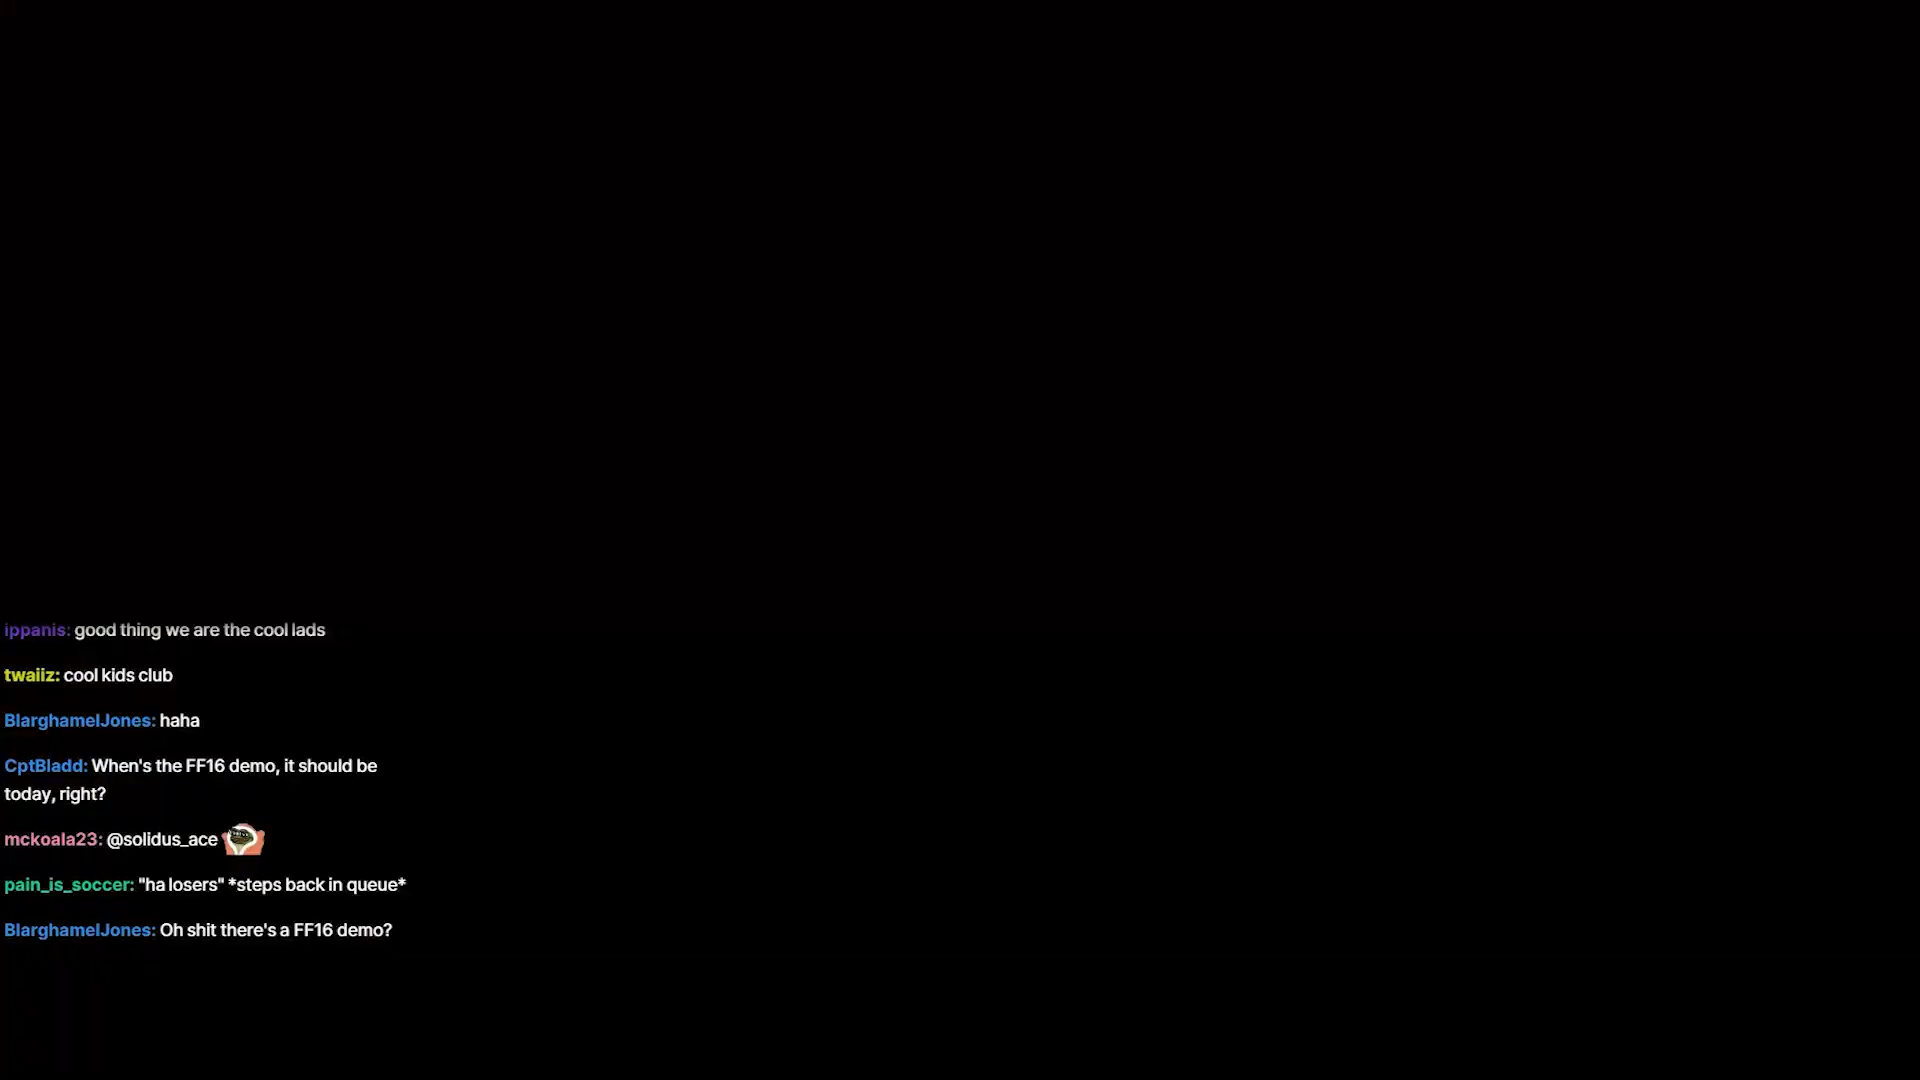 ippanis: good thing we are the cool lads
twaiiz: cool kids club
BlarghamelJones: haha
CptBladd: When's the FF16 demo, it should be
today, right?
mckoala23: @solidus_ace
pain_is_soccer: "ha losers" *steps back in queue*
BlarghamelJones: Oh shit there's a FF16 demo?